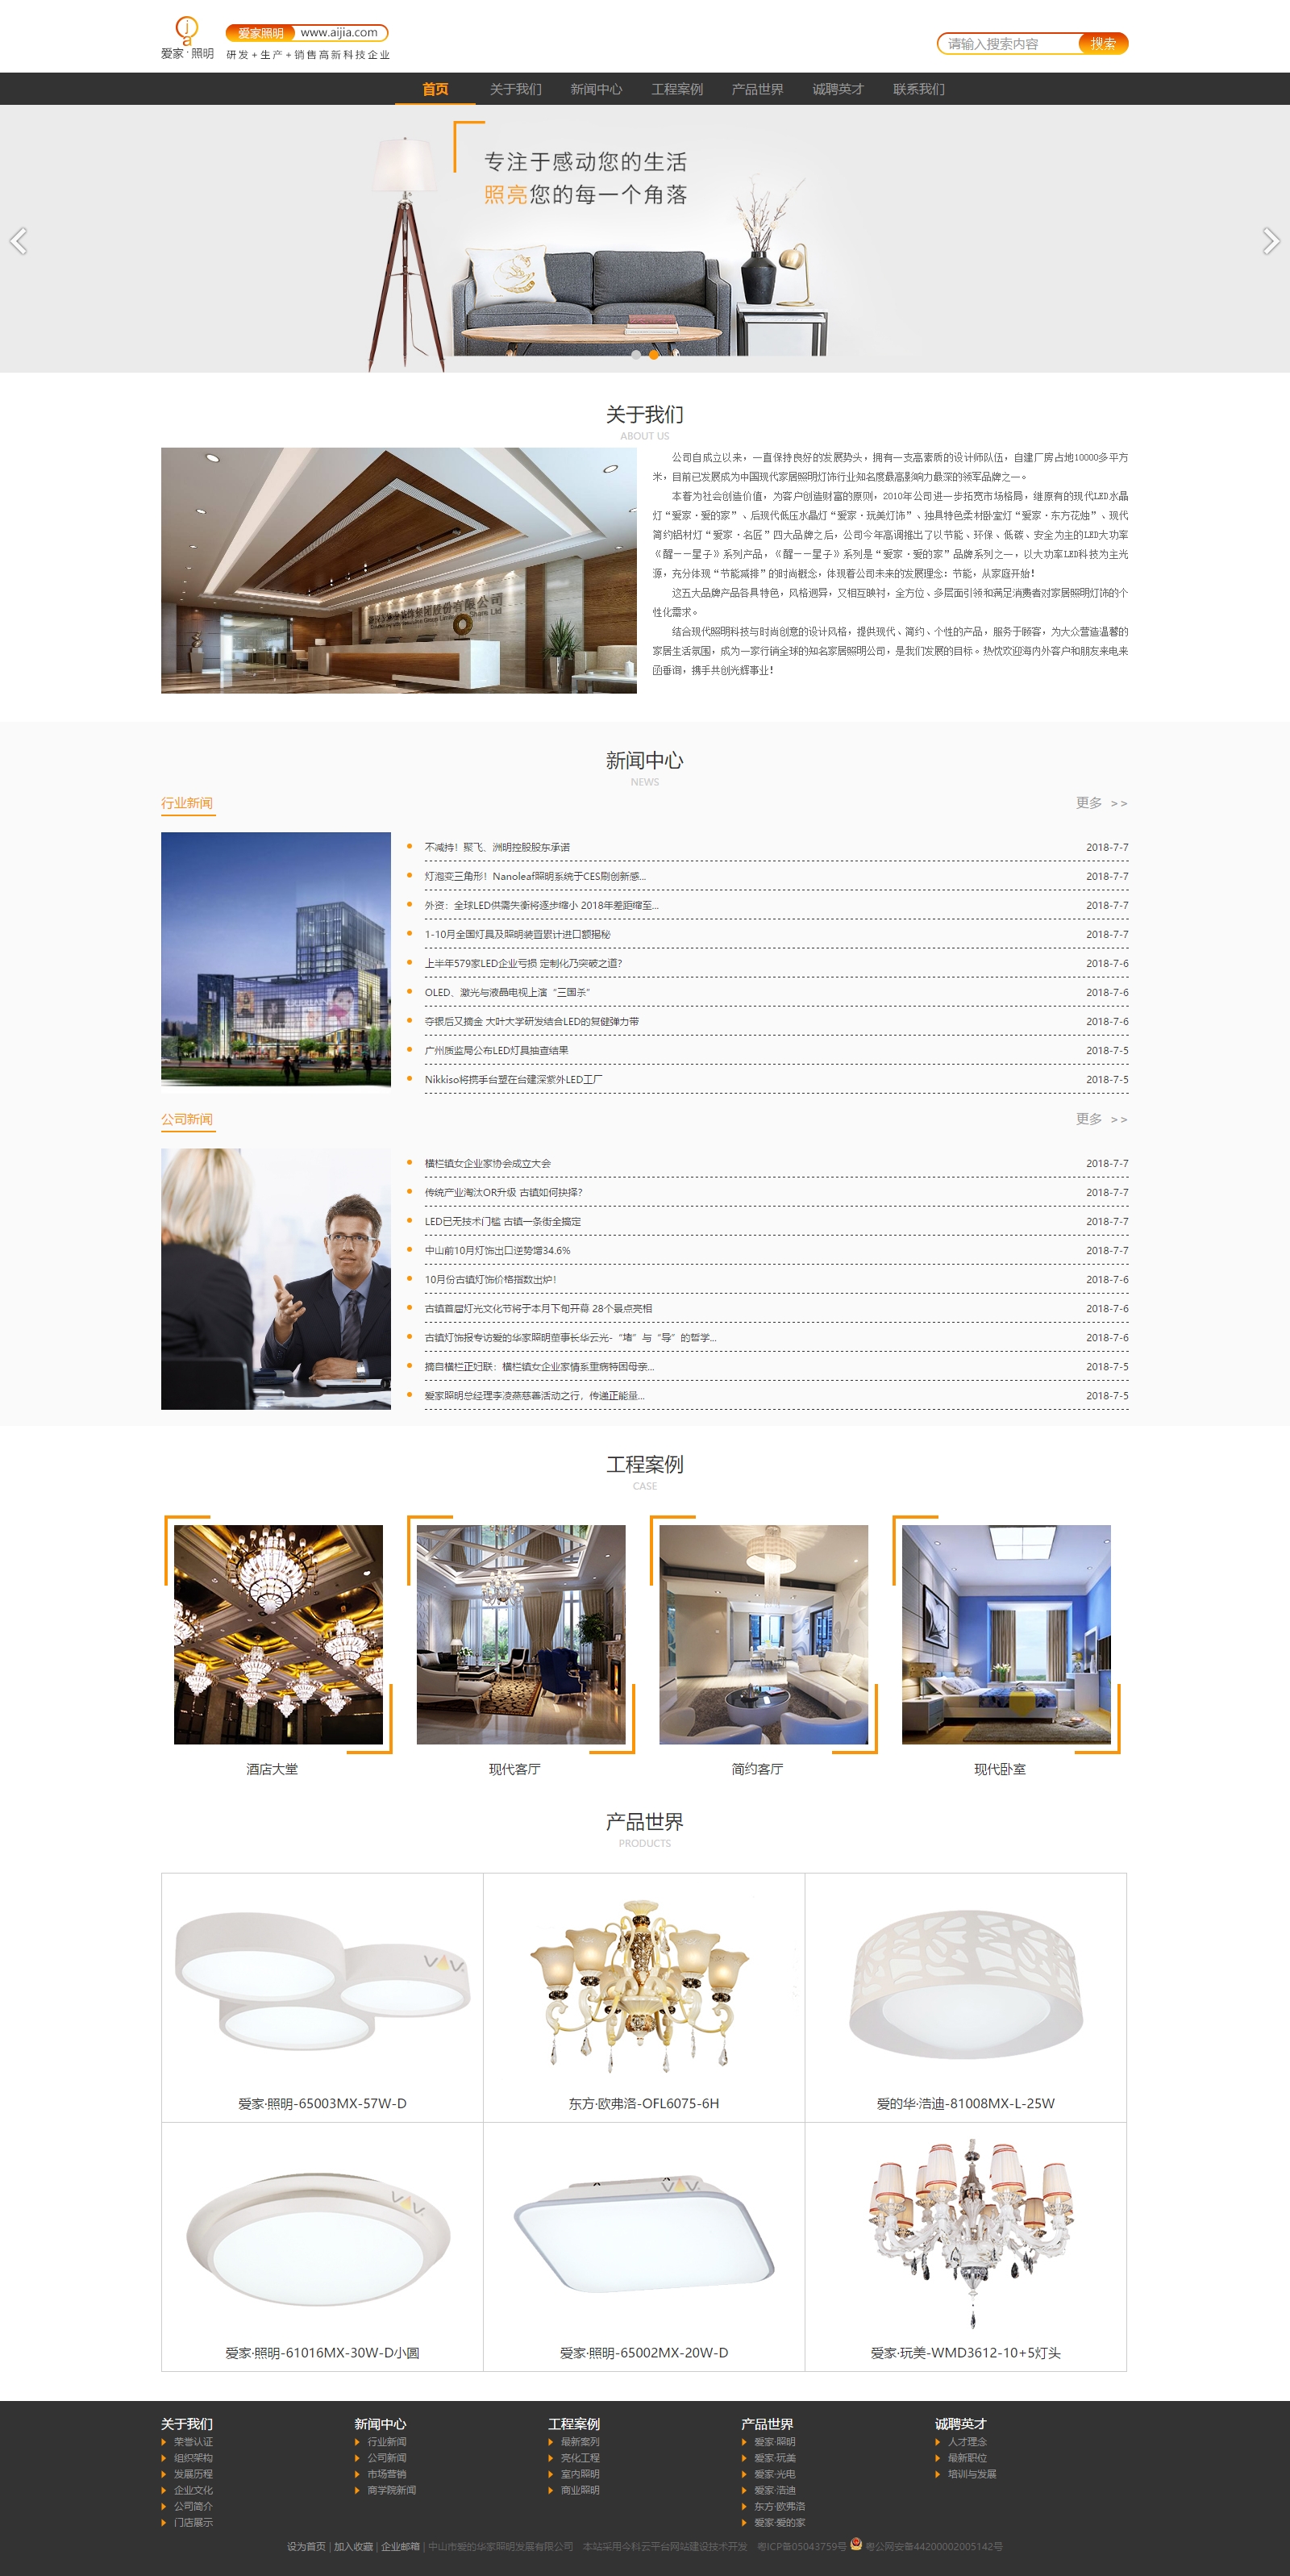 爱家·照明
爱家照明 www.aijia.com
研发+生产+销售高新科技企业
请输入搜索内容 搜索
首页 关于我们 新闻中心 工程案例 产品世界 诚聘英才 联系我们
专注于感动您的生活
照亮您的每一个角落
关于我们
ABOUT US
公司自成立以来，一直保持良好的发展势头，拥有一支高素质的设计师队伍，自建厂房占地10000多平方
米，目前已发展成为中国现代家居照明灯饰行业知名度最高影响力最深的领军品牌之一。
本着为社会创造价值，为客户创造财富的原则，2010年公司进一步拓宽市场格局，继原有的现代LED水晶
灯“爱家·爱的家”、后现代低压水晶灯“爱家·玩美灯饰”、独具特色柔材卧室灯“爱家·东方花烛”、现代
简约铝材灯“爱家·名匠”四大品牌之后，公司今年高调推出了以节能、环保、低碳、安全为主的LED大功率
《醒——星子》系列产品，《醒——星子》系列是“爱家·爱的家”品牌系列之一，以大功率LED科技为主光
源，充分体现“节能减排”的时尚概念，体现着公司未来的发展理念：节能，从家庭开始！
这五大品牌产品各具特色，风格迥异，又相互映衬，全方位、多层面引领和满足消费者对家居照明灯饰的个
性化需求。
结合现代照明科技与时尚创意的设计风格，提供现代、简约、个性的产品，服务于顾客，为大众营造温馨的
家居生活氛围，成为一家行销全球的知名家居照明公司，是我们发展的目标。热忱欢迎海内外客户和朋友来电来
函垂询，携手共创光辉事业！
新闻中心
NEWS
行业新闻 更多 >>
不减持！聚飞、洲明控股股东承诺 2018-7-7
灯泡变三角形！Nanoleaf照明系统于CES刷创新感... 2018-7-7
外资：全球LED供需失衡将逐步缩小 2018年差距缩至... 2018-7-7
1-10月全国灯具及照明装置累计进口额揭秘 2018-7-7
上半年579家LED企业亏损 定制化乃突破之道? 2018-7-6
OLED、激光与液晶电视上演“三国杀” 2018-7-6
夺银后又摘金 大叶大学研发结合LED的复健弹力带 2018-7-6
广州质监局公布LED灯具抽查结果 2018-7-5
Nikkiso将携手台塑在台建深紫外LED工厂 2018-7-5
公司新闻 更多 >>
横栏镇女企业家协会成立大会 2018-7-7
传统产业淘汰OR升级 古镇如何抉择? 2018-7-7
LED已无技术门槛 古镇一条街全搞定 2018-7-7
中山前10月灯饰出口逆势增34.6% 2018-7-7
10月份古镇灯饰价格指数出炉! 2018-7-6
古镇首届灯光文化节将于本月下旬开幕 28个景点亮相 2018-7-6
古镇灯饰报专访爱的华家照明董事长华云光-“堵”与“导”的哲学... 2018-7-6
摘自横栏正妇联：横栏镇女企业家情系重病特困母亲... 2018-7-5
爱家照明总经理李凌燕慈善活动之行，传递正能量... 2018-7-5
工程案例
CASE
酒店大堂 现代客厅 简约客厅 现代卧室
产品世界
PRODUCTS
爱家·照明-65003MX-57W-D 东方·欧弗洛-OFL6075-6H 爱的华·浩迪-81008MX-L-25W
爱家·照明-61016MX-30W-D小圆 爱家·照明-65002MX-20W-D 爱家·玩美-WMD3612-10+5灯头
关于我们 新闻中心 工程案例 产品世界 诚聘英才
荣誉认证 行业新闻 最新案列 爱家·照明 人才理念
组织架构 公司新闻 亮化工程 爱家·玩美 最新职位
发展历程 市场营销 室内照明 爱家·光电 培训与发展
企业文化 商学院新闻 商业照明 爱家·浩迪
公司简介 东方·欧弗洛
门店展示 爱家·爱的家
设为首页 | 加入收藏 | 企业邮箱 | 中山市爱的华家照明发展有限公司 本站采用今科云平台网站建设技术开发 粤ICP备05043759号 粤公网安备44200002005142号